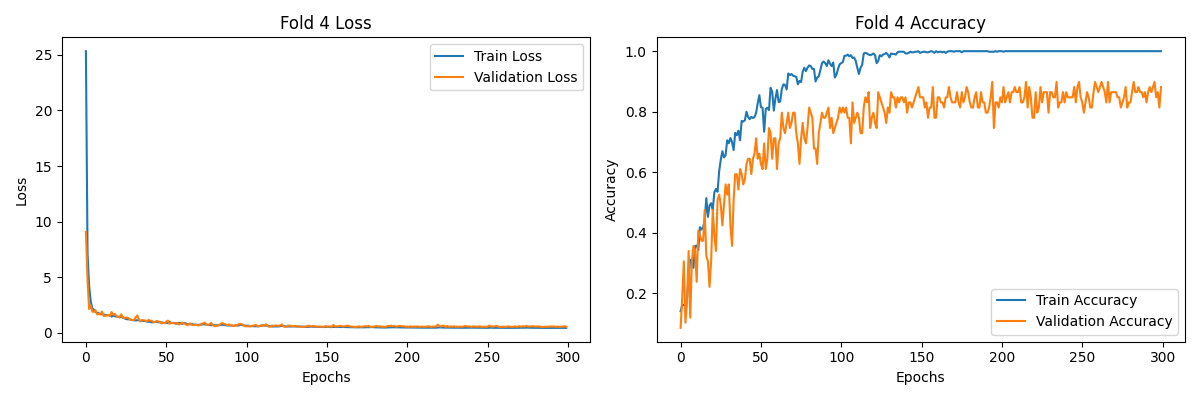 Fold 4 Loss
Loss
25
20
15
10
5
0
Train Loss
Validation Loss
0 50 100 150 200 250 300
Epochs
Fold 4 Accuracy
Accuracy
1.0
0.8
0.6
0.4
0.2
Train Accuracy
Validation Accuracy
0 50 100 150 200 250 300
Epochs